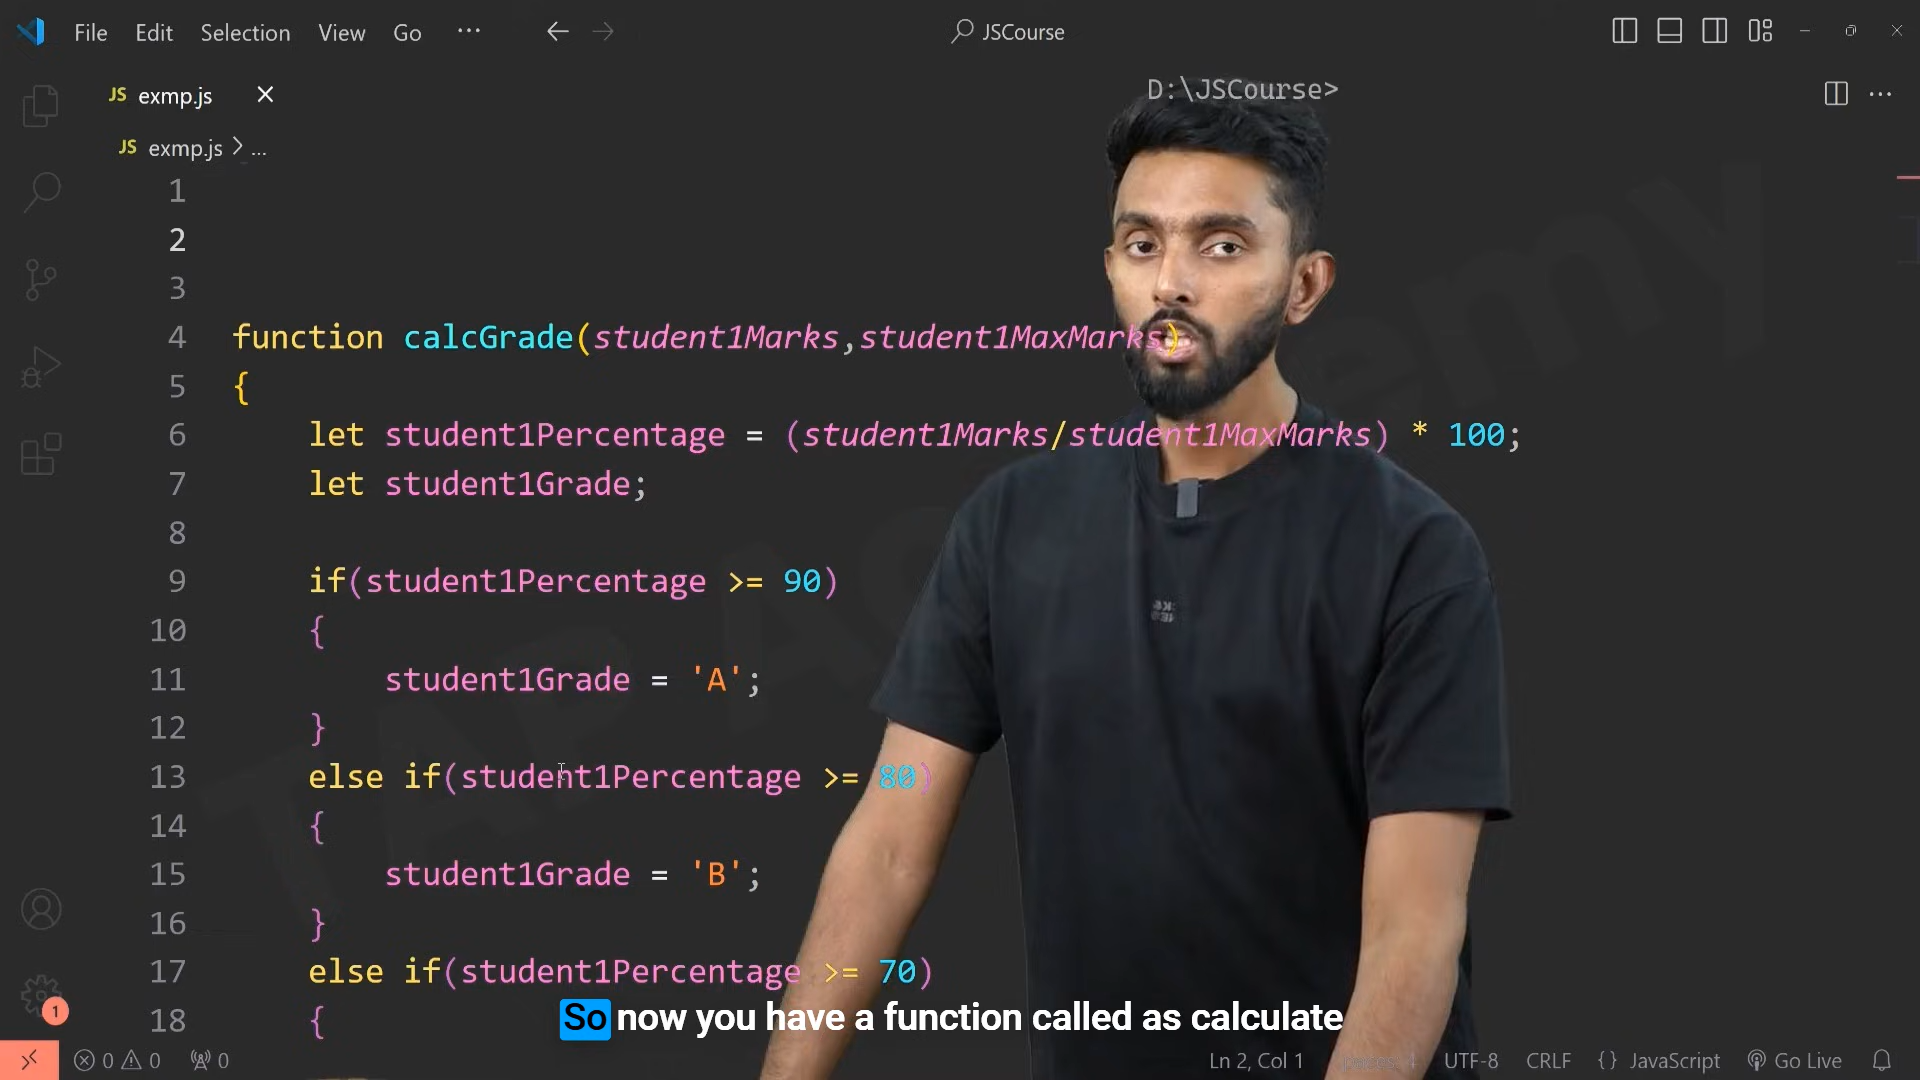 File Edit Selection View Go ... JSCourse
JS exmp.js
D:\JSCourse>
JS exmp.js > ...
1
2
3
4 function calcGrade(student1Marks,student1MaxMarks)
5 {
6 let student1Percentage = (student1Marks/student1MaxMarks) * 100;
7 let student1Grade;
8
9 if(student1Percentage >= 90)
10 {
11 student1Grade = 'A';
12 }
13 else if(student1Percentage >= 80)
14 {
15 student1Grade = 'B';
16 }
17 else if(student1Percentage >= 70)
18 {
So now you have a function called as calculate
1
0 0 0 Ln 2, Col 1 UTF-8 CRLF {} JavaScript Go Live